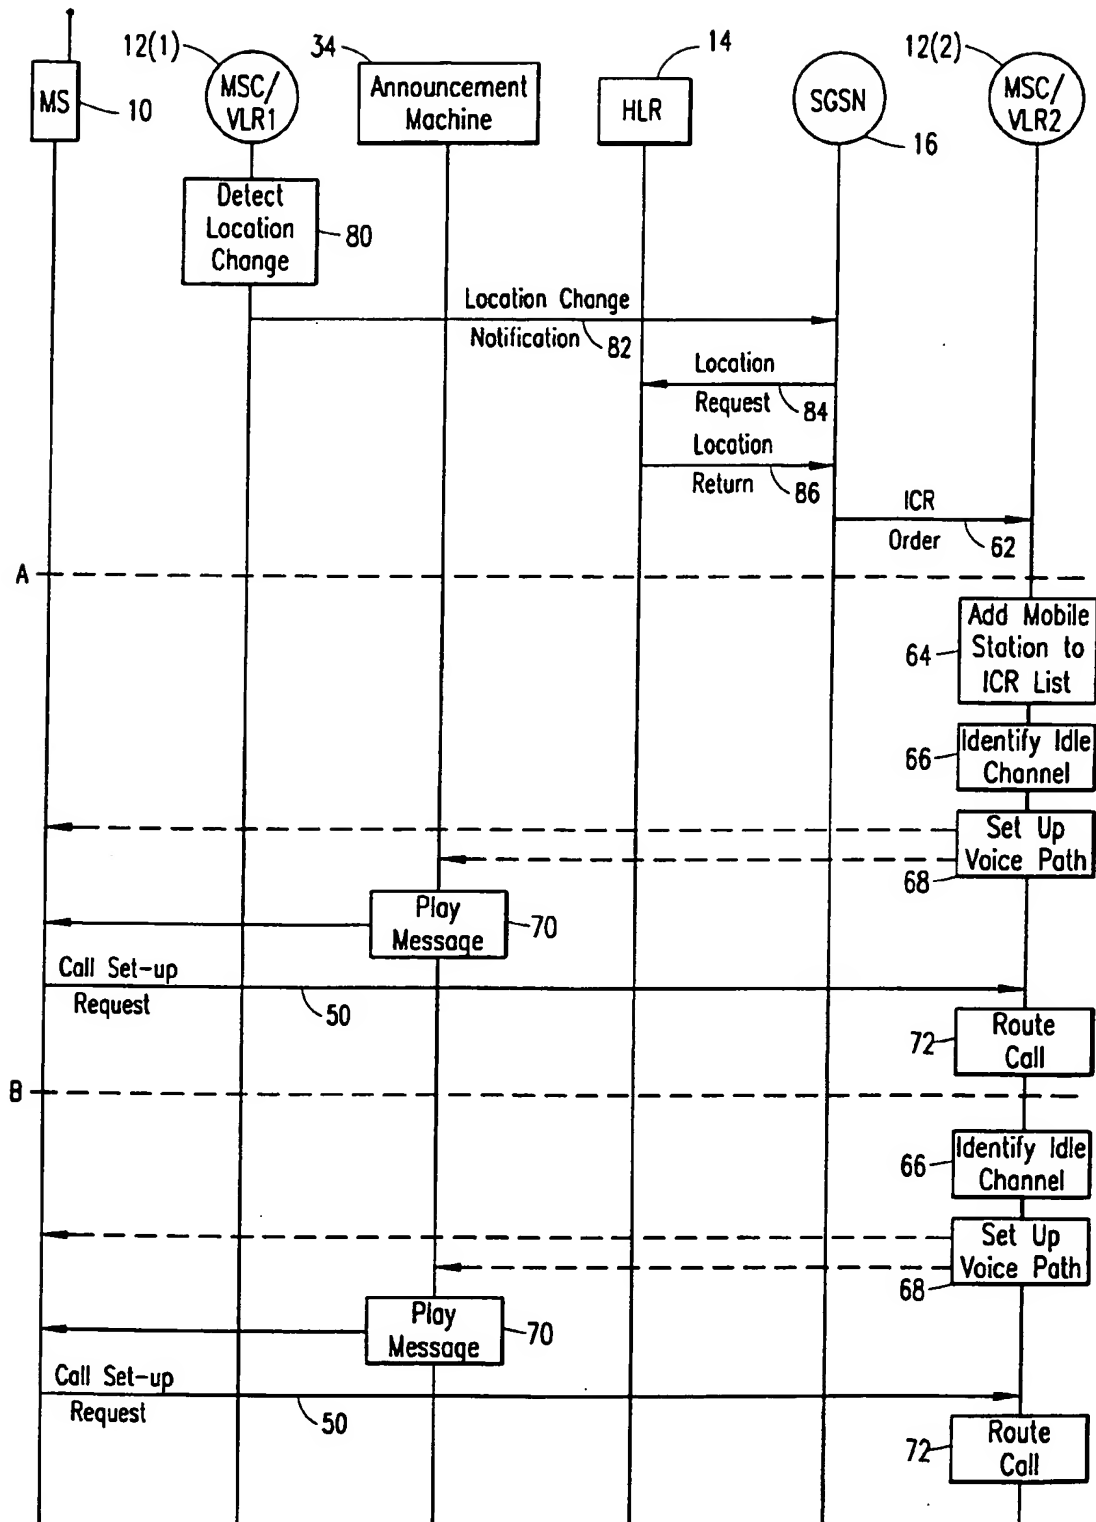 12(1)
34
14
12(2)
MS
10
MSC/
VLR1
Announcement
Machine
HLR
SGSN
16
MSC/
VLR2
Detect
Location
Change
80
Location Change
Notification
82
Location
Request
84
Location
Return
86
ICR
Order
62
A
Add Mobile
Station to
ICR List
64
Identify Idle
Channel
66
Set Up
Voice Path
68
Play
Message
70
Call Set-up
Request
50
Route
Call
72
B
Identify Idle
Channel
66
Set Up
Voice Path
68
Play
Message
70
Call Set-up
Request
50
Route
Call
72